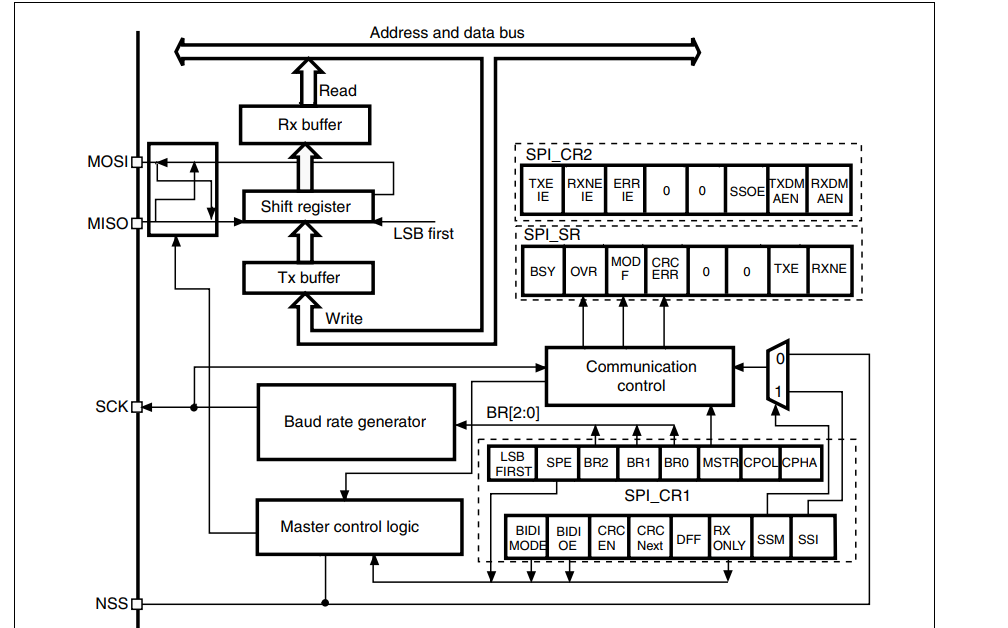 Address and data bus
Read
Rx buffer
MOSI
SPI_CR2
TXE
IE
RXNE
IE
ERR
IE
0
0
SSOE
TXDM
AEN
RXDM
AEN
Shift register
MISO
LSB first
SPI_SR
BSY
OVR
MOD
F
CRC
ERR
0
0
TXE
RXNE
Tx buffer
Write
Communication
control
0
1
SCK
Baud rate generator
BR[2:0]
LSB
FIRST
SPE
BR2
BR1
BR0
MSTR
CPOL
CPHA
SPI_CR1
Master control logic
BIDI
MODE
BIDI
OE
CRC
EN
CRC
Next
DFF
RX
ONLY
SSM
SSI
NSS